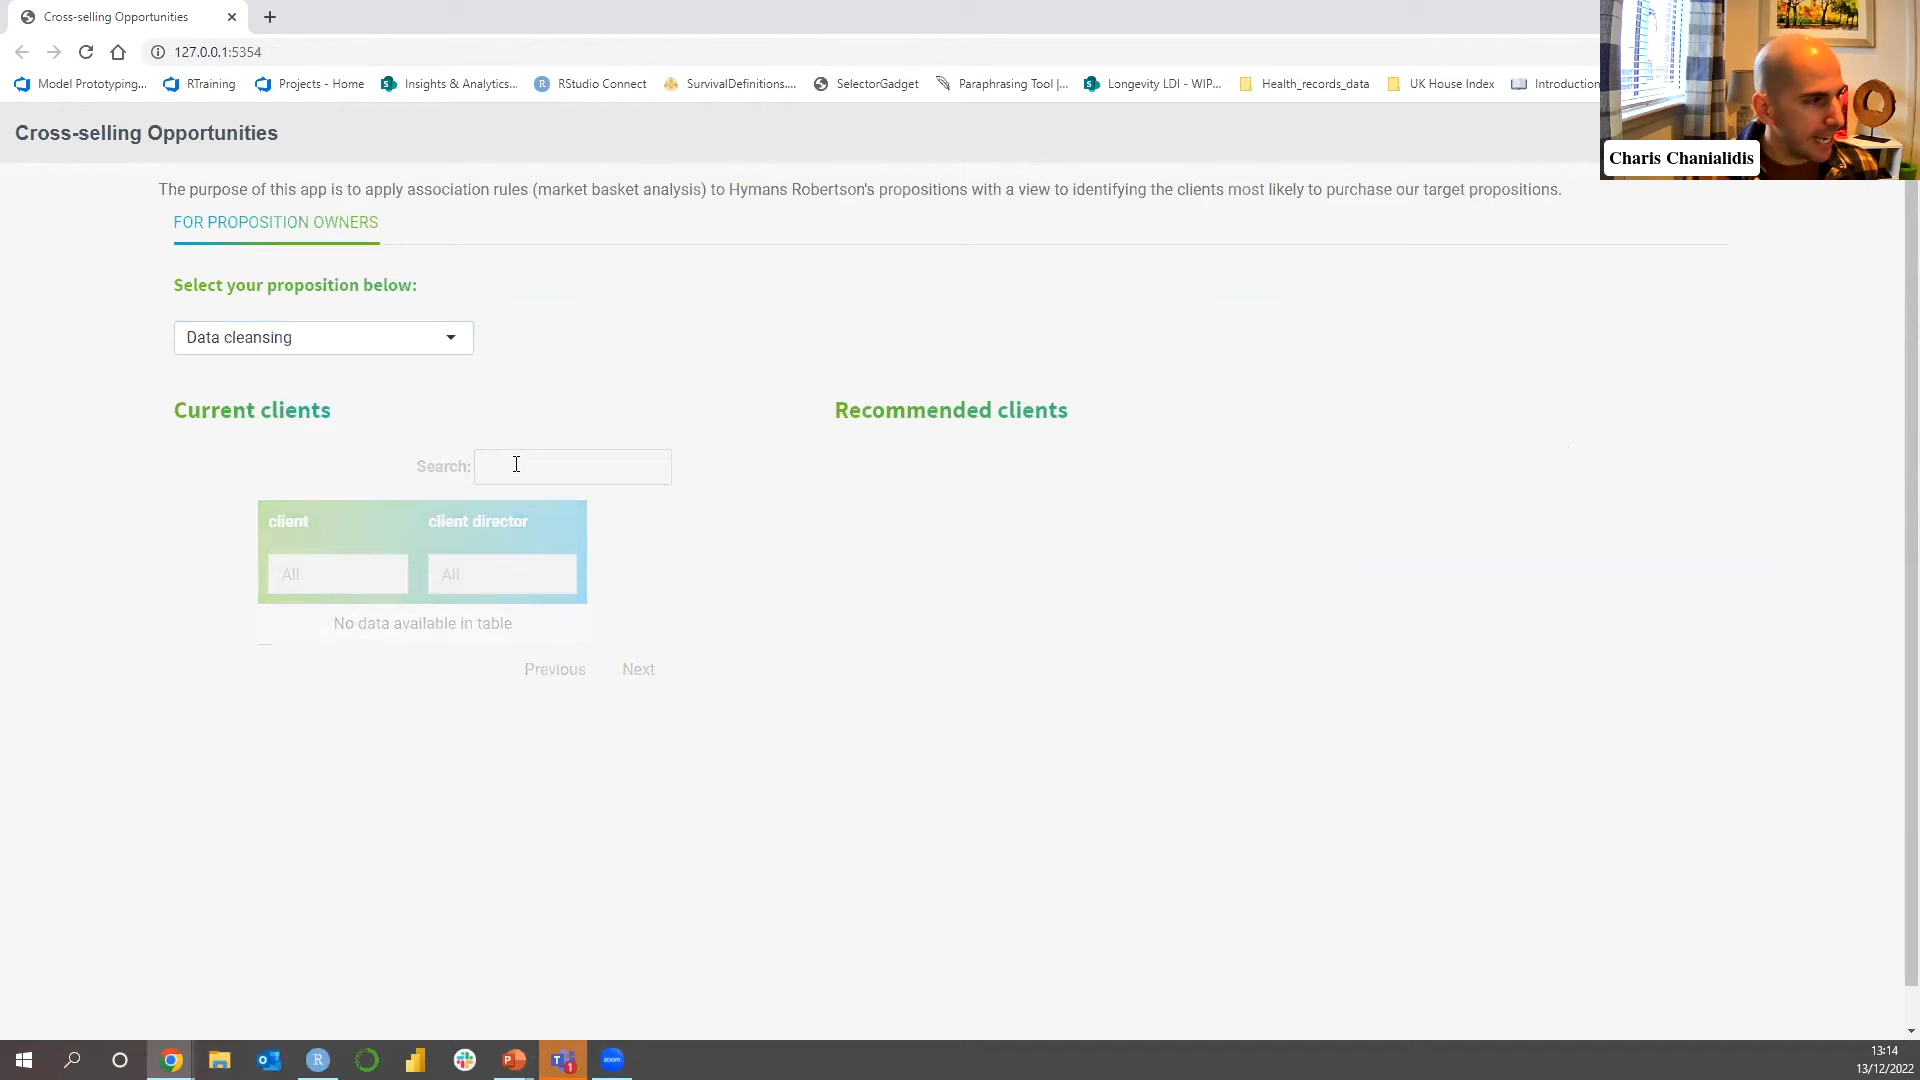 Cross-selling Opportunities
127.0.0.1:5354
Model Prototyping... RTraining Projects - Home Insights & Analytics... RStudio Connect SurvivalDefinitions.... SelectorGadget Paraphrasing Tool |... Longevity LDI - WIP... Health_records_data UK House Index Introduction
Cross-selling Opportunities
Charis Chanialidis
The purpose of this app is to apply association rules (market basket analysis) to Hymans Robertson's propositions with a view to identifying the clients most likely to purchase our target propositions.
FOR PROPOSITION OWNERS
Select your proposition below:
Data cleansing
Current clients
Recommended clients
Search:
client client director
All All
No data available in table
Previous Next
13:14
13/12/2022